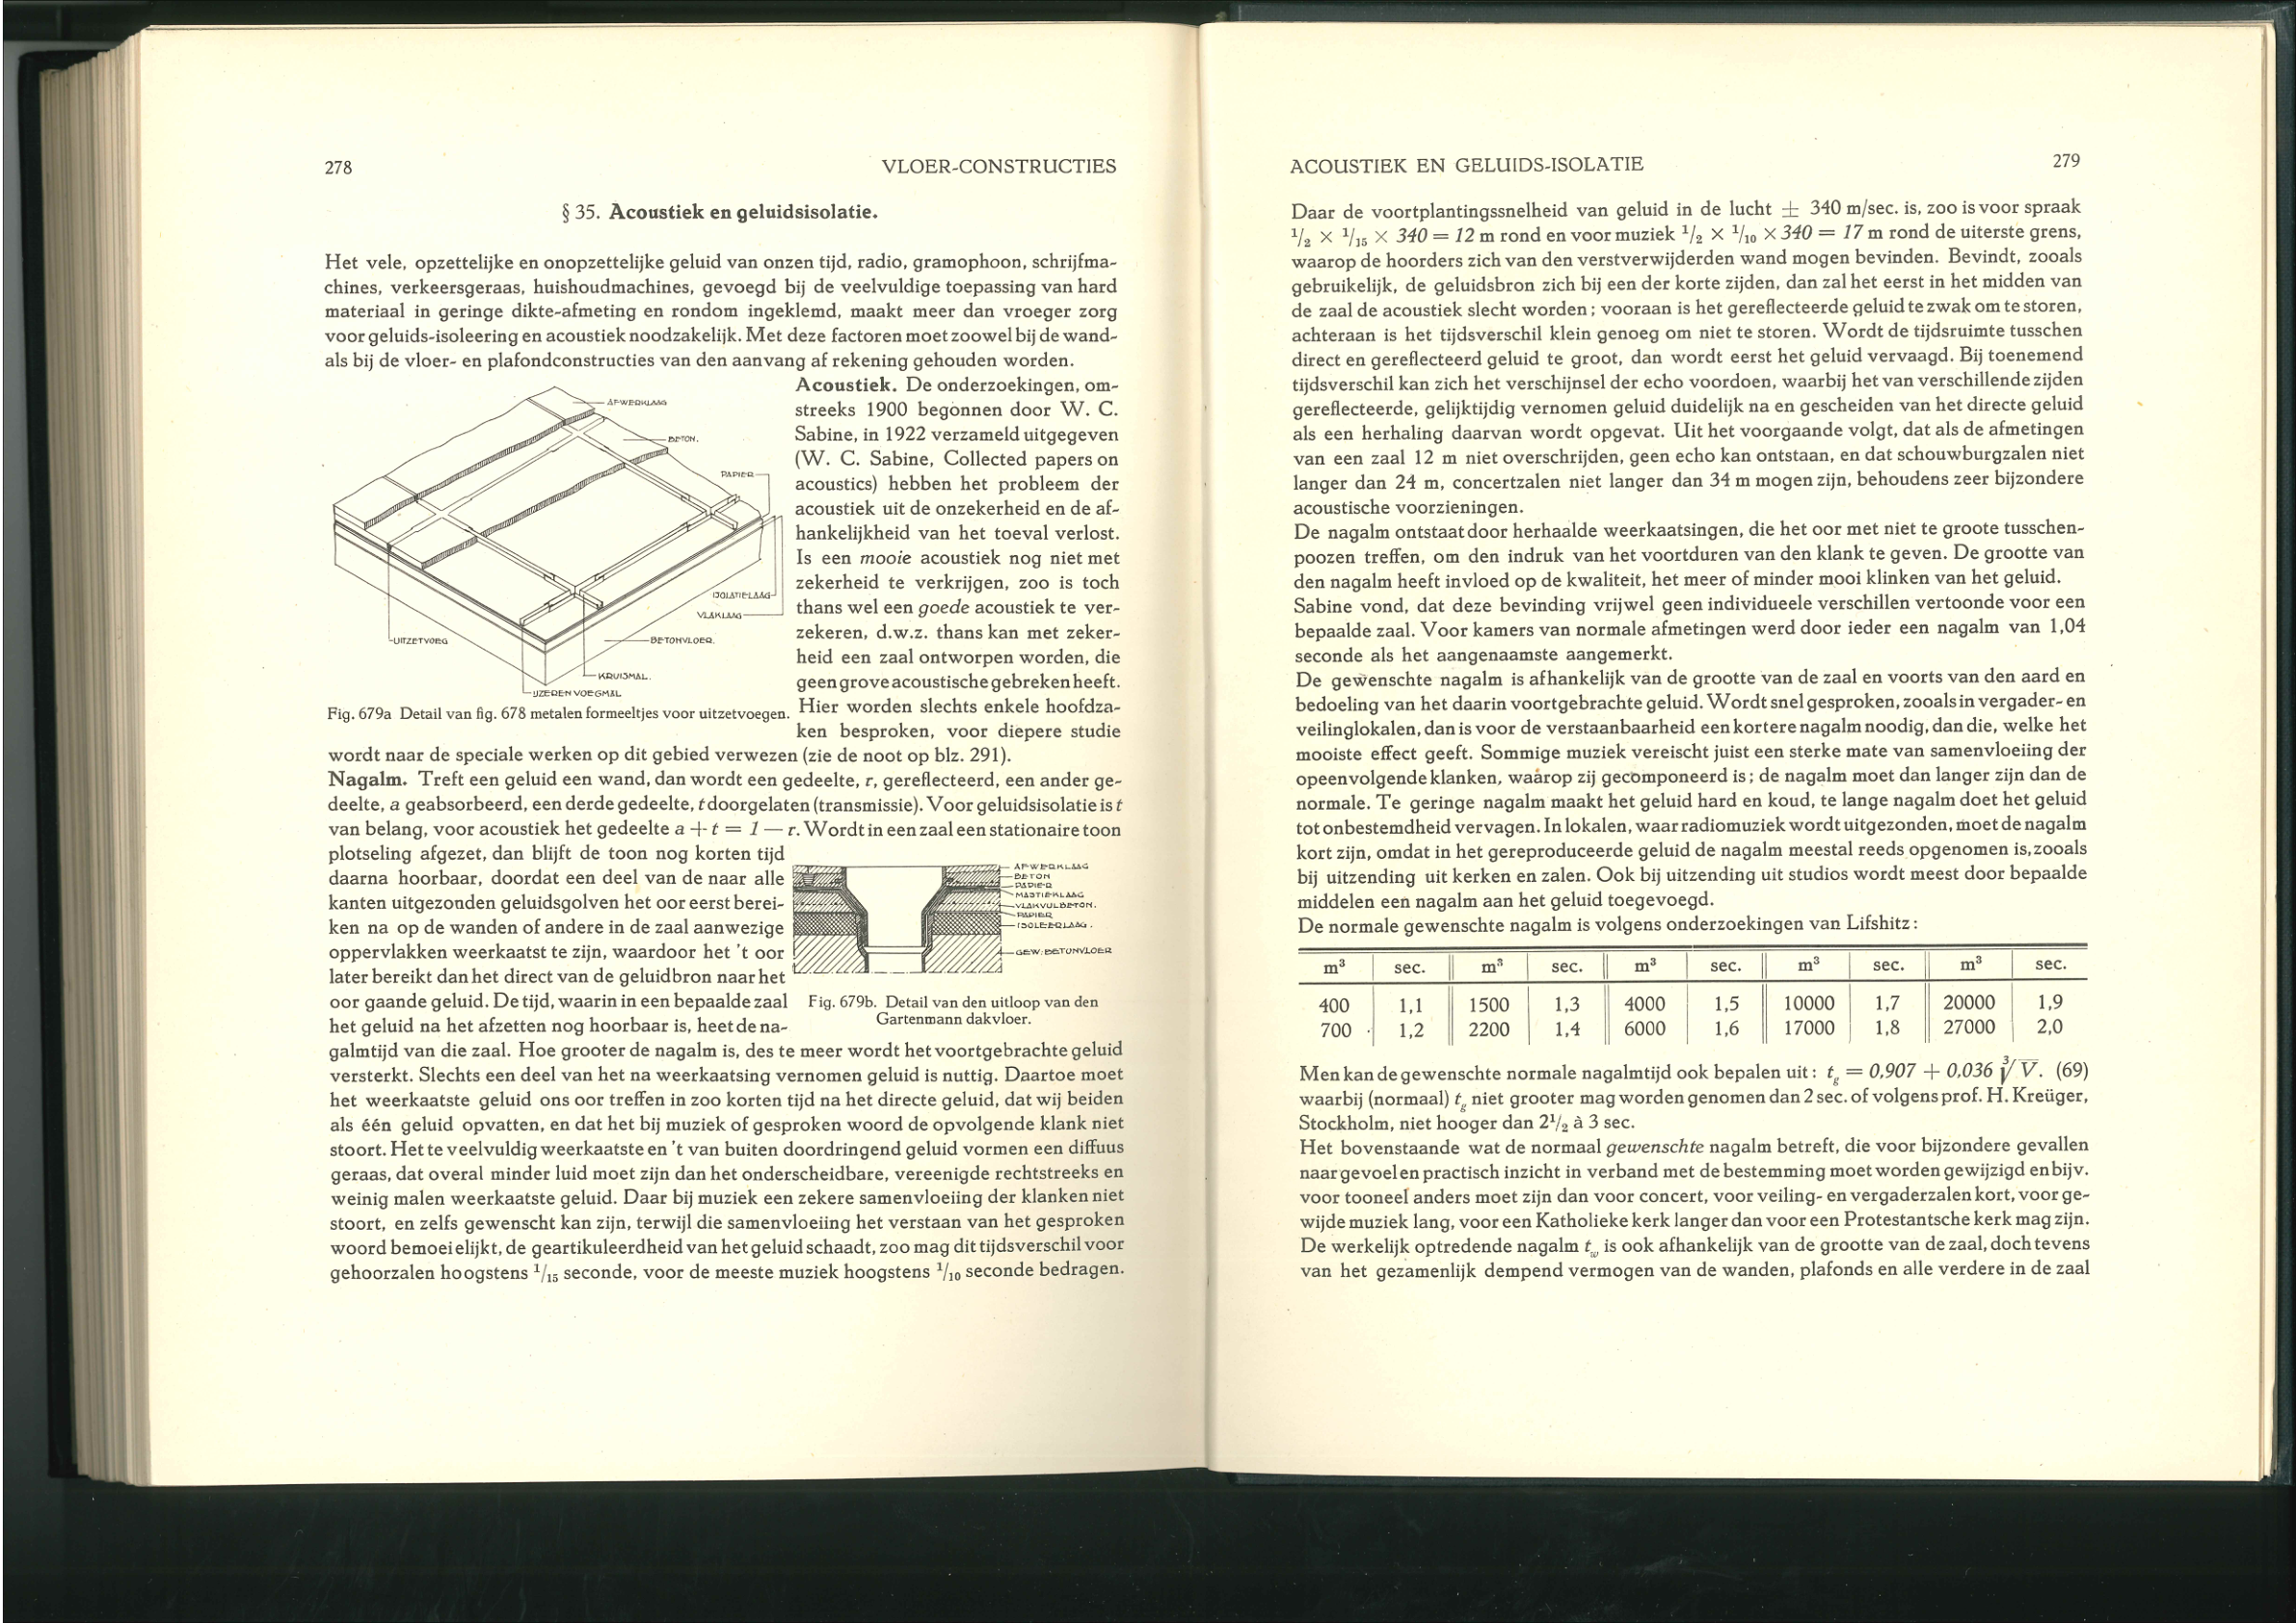 278
VLOER-CONSTRUCTIES
§ 35. Acoustiek en geluidsisolatie.
Het vele, opzettelijke en onopzettelijke geluid van onzen tijd, radio, gramophoon, schrijfma-
chines, verkeersgeraas, huishoudmachines, gevoegd bij de veelvuldige toepassing van hard
materiaal in geringe dikte-afmeting en rondom ingeklemd, maakt meer dan vroeger zorg
voor geluids-isoleering en acoustiek noodzakelijk. Met deze factoren moet zoowel bij de wand-
als bij de vloer- en plafondconstructies van den aanvang af rekening gehouden worden.
AFWERKLAAG
BETON.
PAPIER
ISOLATIELAAG
VLAKLAAG
UITZETVOEG
BETONVLOER.
KRUISMAL.
IJZEREN VOEGMAL
Fig. 679a Detail van fig. 678 metalen formeeltjes voor uitzetvoegen.
Acoustiek. De onderzoekingen, om-
streeks 1900 begonnen door W. C.
Sabine, in 1922 verzameld uitgegeven
(W. C. Sabine, Collected papers on
acoustics) hebben het probleem der
acoustiek uit de onzekerheid en de af-
hankelijkheid van het toeval verlost.
Is een mooie acoustiek nog niet met
zekerheid te verkrijgen, zoo is toch
thans wel een goede acoustiek te ver-
zekeren, d.w.z. thans kan met zeker-
heid een zaal ontworpen worden, die
geen grove acoustische gebreken heeft.
Hier worden slechts enkele hoofdza-
ken besproken, voor diepere studie
wordt naar de speciale werken op dit gebied verwezen (zie de noot op blz. 291).
Nagalm. Treft een geluid een wand, dan wordt een gedeelte, r, gereflecteerd, een ander ge-
deelte, a geabsorbeerd, een derde gedeelte, t doorgelaten (transmissie). Voor geluidsisolatie is t
van belang, voor acoustiek het gedeelte a + t = 1 — r. Wordt in een zaal een stationaire toon
plotseling afgezet, dan blijft de toon nog korten tijd
daarna hoorbaar, doordat een deel van de naar alle
kanten uitgezonden geluidsgolven het oor eerst berei-
ken na op de wanden of andere in de zaal aanwezige
oppervlakken weerkaatst te zijn, waardoor het 't oor
later bereikt dan het direct van de geluidbron naar het
oor gaande geluid. De tijd, waarin in een bepaalde zaal
het geluid na het afzetten nog hoorbaar is, heet de na-
AFWERKLAAG
BETON
PAPIER
MASTIEKLAAG
VLAKVULBETON.
PAPIER
ISOLEERLAAG.
GEW. BETONVLOER
Fig. 679b. Detail van den uitloop van den
Gartenmann dakvloer.
galmtijd van die zaal. Hoe grooter de nagalm is, des te meer wordt het voortgebrachte geluid
versterkt. Slechts een deel van het na weerkaatsing vernomen geluid is nuttig. Daartoe moet
het weerkaatste geluid ons oor treffen in zoo korten tijd na het directe geluid, dat wij beiden
als één geluid opvatten, en dat het bij muziek of gesproken woord de opvolgende klank niet
stoort. Het te veelvuldig weerkaatste en 't van buiten doordringend geluid vormen een diffuus
geraas, dat overal minder luid moet zijn dan het onderscheidbare, vereenigde rechtstreeks en
weinig malen weerkaatste geluid. Daar bij muziek een zekere samenvloeiing der klanken niet
stoort, en zelfs gewenscht kan zijn, terwijl die samenvloeiing het verstaan van het gesproken
woord bemoeielijkt, de geartikuleerdheid van het geluid schaadt, zoo mag dit tijdsverschil voor
gehoorzalen hoogstens 1/15 seconde, voor de meeste muziek hoogstens 1/10 seconde bedragen.
ACOUSTIEK EN GELUIDS-ISOLATIE
279
Daar de voortplantingssnelheid van geluid in de lucht ± 340 m/sec. is, zoo is voor spraak
1/2 × 1/15 × 340 = 12 m rond en voor muziek 1/2 × 1/10 × 340 = 17 m rond de uiterste grens,
waarop de hoorders zich van den verstverwijderden wand mogen bevinden. Bevindt, zooals
gebruikelijk, de geluidsbron zich bij een der korte zijden, dan zal het eerst in het midden van
de zaal de acoustiek slecht worden; vooraan is het gereflecteerde geluid te zwak om te storen,
achteraan is het tijdsverschil klein genoeg om niet te storen. Wordt de tijdsruimte tusschen
direct en gereflecteerd geluid te groot, dan wordt eerst het geluid vervaagd. Bij toenemend
tijdsverschil kan zich het verschijnsel der echo voordoen, waarbij het van verschillende zijden
gereflecteerde, gelijktijdig vernomen geluid duidelijk na en gescheiden van het directe geluid
als een herhaling daarvan wordt opgevat. Uit het voorgaande volgt, dat als de afmetingen
van een zaal 12 m niet overschrijden, geen echo kan ontstaan, en dat schouwburgzalen niet
langer dan 24 m, concertzalen niet langer dan 34 m mogen zijn, behoudens zeer bijzondere
acoustische voorzieningen.
De nagalm ontstaat door herhaalde weerkaatsingen, die het oor met niet te groote tusschen-
poozen treffen, om den indruk van het voortduren van den klank te geven. De grootte van
den nagalm heeft invloed op de kwaliteit, het meer of minder mooi klinken van het geluid.
Sabine vond, dat deze bevinding vrijwel geen individueele verschillen vertoonde voor een
bepaalde zaal. Voor kamers van normale afmetingen werd door ieder een nagalm van 1,04
seconde als het aangenaamste aangemerkt.
De gewenschte nagalm is afhankelijk van de grootte van de zaal en voorts van den aard en
bedoeling van het daarin voortgebrachte geluid. Wordt snel gesproken, zooals in vergader- en
veilinglokalen, dan is voor de verstaanbaarheid een kortere nagalm noodig, dan die, welke het
mooiste effect geeft. Sommige muziek vereischt juist een sterke mate van samenvloeiing der
opeenvolgende klanken, waarop zij gecomponeerd is; de nagalm moet dan langer zijn dan de
normale. Te geringe nagalm maakt het geluid hard en koud, te lange nagalm doet het geluid
tot onbestemdheid vervagen. In lokalen, waar radiomuziek wordt uitgezonden, moet de nagalm
kort zijn, omdat in het gereproduceerde geluid de nagalm meestal reeds opgenomen is, zooals
bij uitzending uit kerken en zalen. Ook bij uitzending uit studios wordt meest door bepaalde
middelen een nagalm aan het geluid toegevoegd.
De normale gewenschte nagalm is volgens onderzoekingen van Lifshitz:
m³ sec. m³ sec. m³ sec. m³ sec. m³ sec.
400 1,1 1500 1,3 4000 1,5 10000 1,7 20000 1,9
700 1,2 2200 1,4 6000 1,6 17000 1,8 27000 2,0
Men kan de gewenschte normale nagalmtijd ook bepalen uit: t_g = 0,907 + 0,036 ∛V. (69)
waarbij (normaal) t_g niet grooter mag worden genomen dan 2 sec. of volgens prof. H. Kreüger,
Stockholm, niet hooger dan 2 1/2 à 3 sec.
Het bovenstaande wat de normaal gewenschte nagalm betreft, die voor bijzondere gevallen
naar gevoel en practisch inzicht in verband met de bestemming moet worden gewijzigd en bijv.
voor tooneel anders moet zijn dan voor concert, voor veiling- en vergaderzalen kort, voor ge-
wijde muziek lang, voor een Katholieke kerk langer dan voor een Protestantsche kerk mag zijn.
De werkelijk optredende nagalm t_w is ook afhankelijk van de grootte van de zaal, doch tevens
van het gezamenlijk dempend vermogen van de wanden, plafonds en alle verdere in de zaal